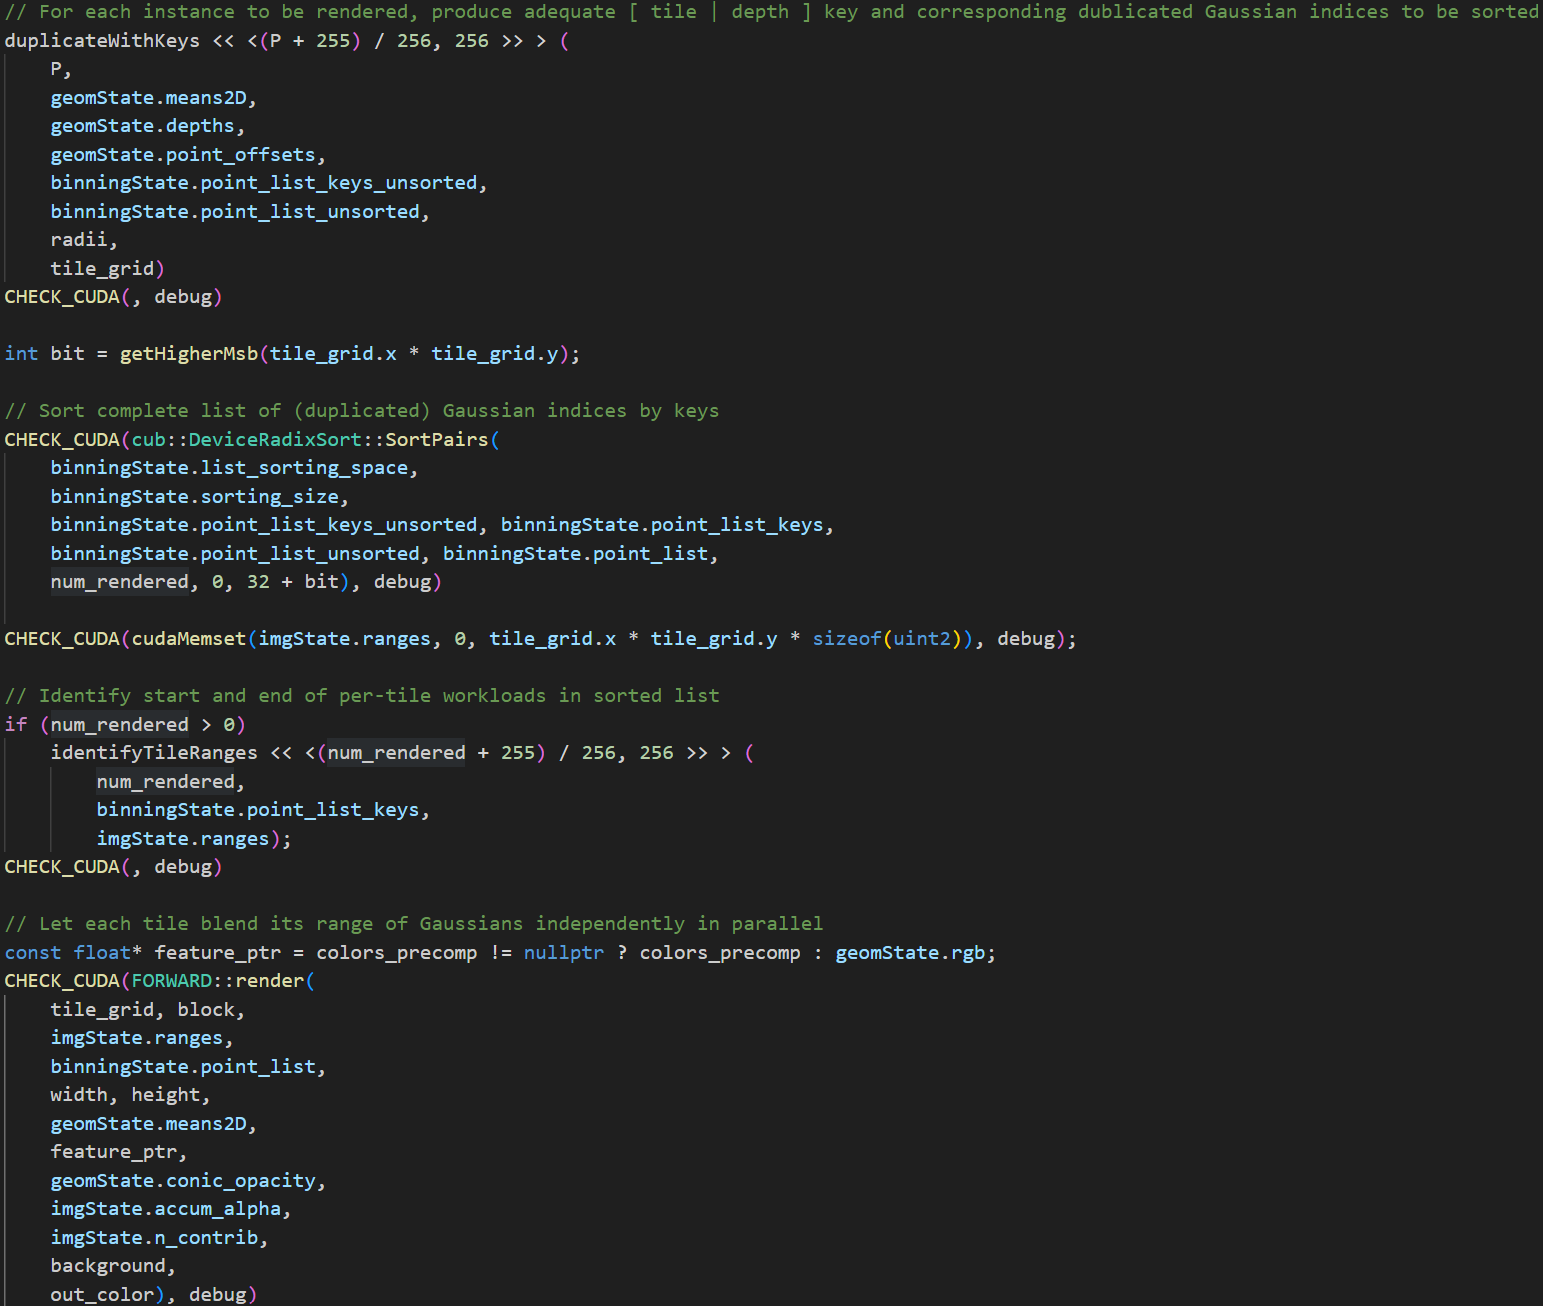 // For each instance to be rendered, produce adequate [ tile | depth ] key and corresponding dublicated Gaussian indices to be sorted
duplicateWithKeys << <(P + 255) / 256, 256 >> > (
    P,
    geomState.means2D,
    geomState.depths,
    geomState.point_offsets,
    binningState.point_list_keys_unsorted,
    binningState.point_list_unsorted,
    radii,
    tile_grid)
CHECK_CUDA(, debug)

int bit = getHigherMsb(tile_grid.x * tile_grid.y);

// Sort complete list of (duplicated) Gaussian indices by keys
CHECK_CUDA(cub::DeviceRadixSort::SortPairs(
    binningState.list_sorting_space,
    binningState.sorting_size,
    binningState.point_list_keys_unsorted, binningState.point_list_keys,
    binningState.point_list_unsorted, binningState.point_list,
    num_rendered, 0, 32 + bit), debug)

CHECK_CUDA(cudaMemset(imgState.ranges, 0, tile_grid.x * tile_grid.y * sizeof(uint2)), debug);

// Identify start and end of per-tile workloads in sorted list
if (num_rendered > 0)
    identifyTileRanges << <(num_rendered + 255) / 256, 256 >> > (
        num_rendered,
        binningState.point_list_keys,
        imgState.ranges);
CHECK_CUDA(, debug)

// Let each tile blend its range of Gaussians independently in parallel
const float* feature_ptr = colors_precomp != nullptr ? colors_precomp : geomState.rgb;
CHECK_CUDA(FORWARD::render(
    tile_grid, block,
    imgState.ranges,
    binningState.point_list,
    width, height,
    geomState.means2D,
    feature_ptr,
    geomState.conic_opacity,
    imgState.accum_alpha,
    imgState.n_contrib,
    background,
    out_color), debug)